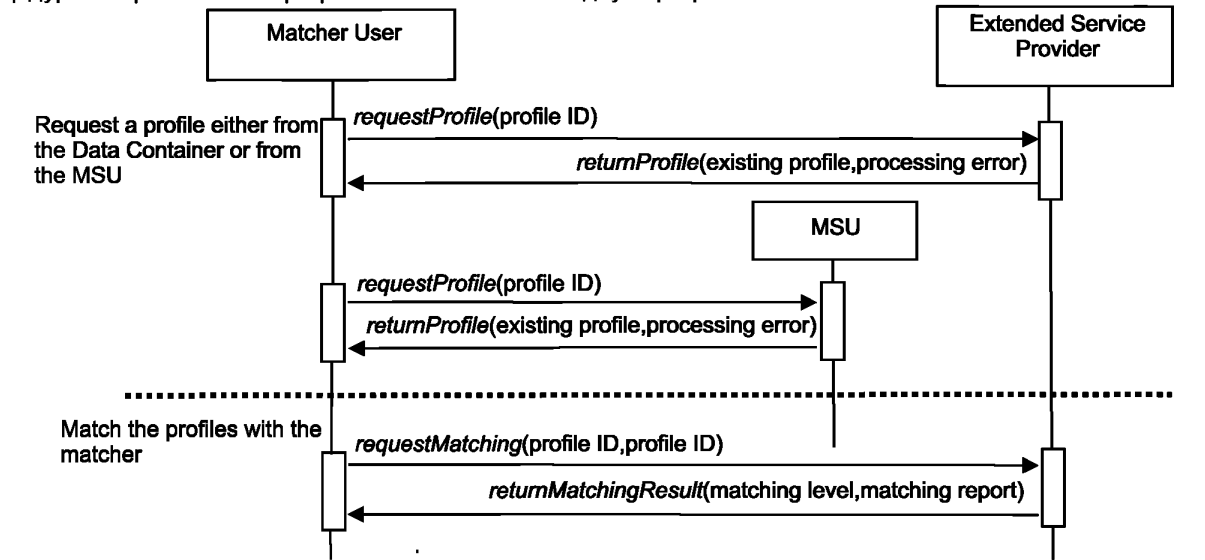 Matcher User
Extended Service
Provider
Request a profile either from
the Data Container or from
the MSU
requestProfile(profile ID)
returnProfile(existing profile,processing error)
MSU
requestProfile(profile ID)
returnProfile(existing profile,processing error)
Match the profiles with the
matcher
requestMatching(profile ID,profile ID)
returnMatchingResult(matching level,matching report)